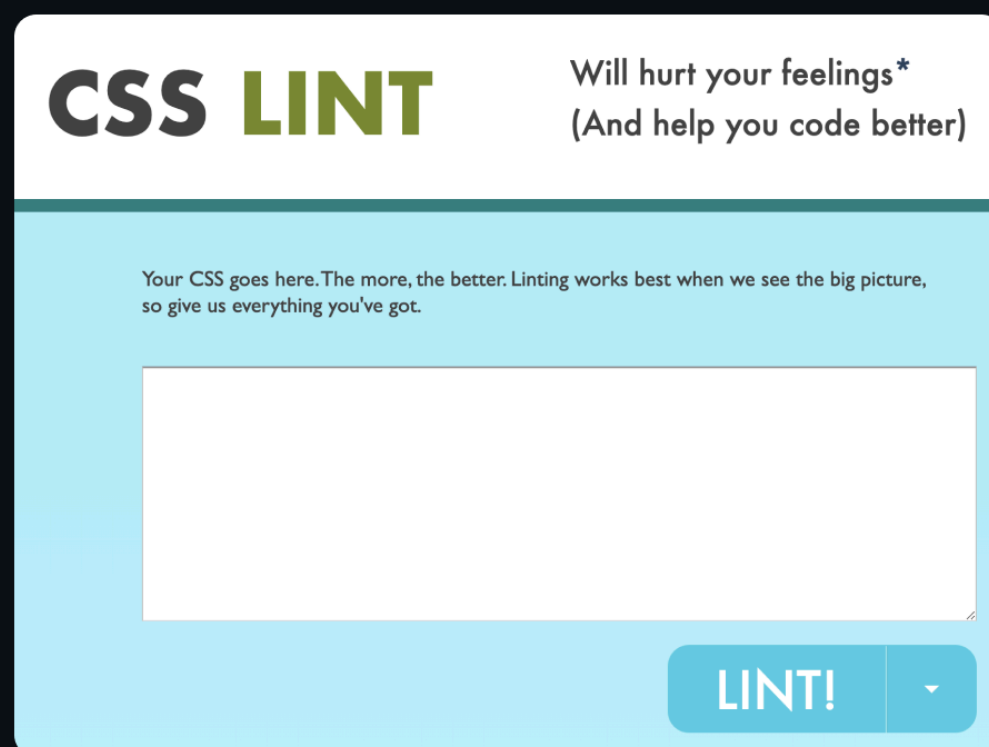 CSS LINT
Will hurt your feelings*
(And help you code better)
Your CSS goes here. The more, the better. Linting works best when we see the big picture,
so give us everything you've got.
LINT!